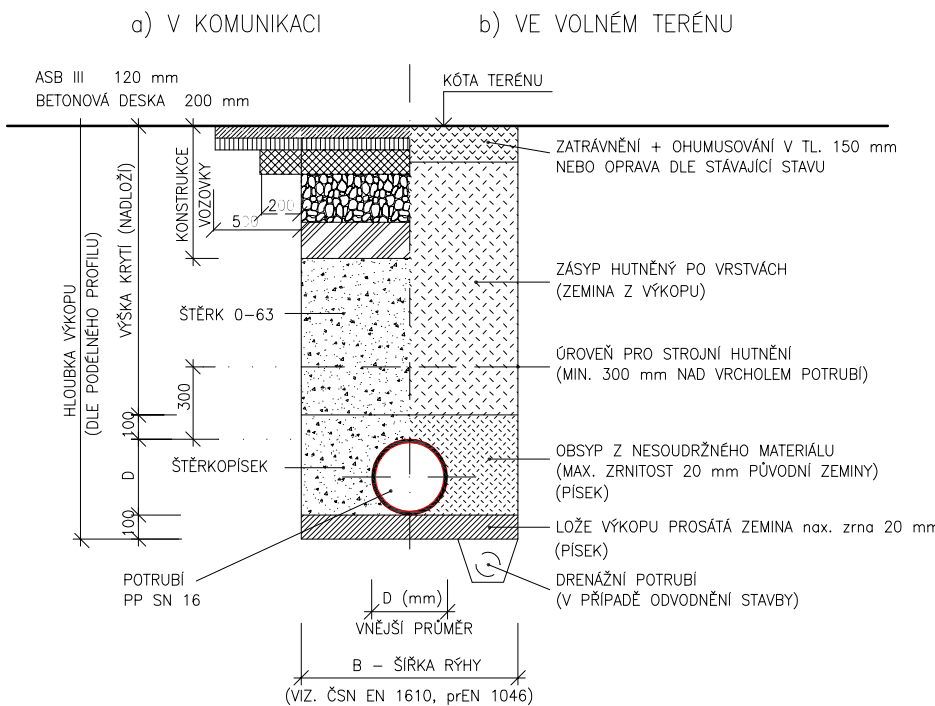 a) V KOMUNIKACI
b) VE VOLNÉM TERÉNU
ASB III 120 mm
BETONOVÁ DESKA 200 mm
KÓTA TERÉNU
ZATRÁVNĚNÍ + OHUMUSOVÁNÍ V TL. 150 mm
NEBO OPRAVA DLE STÁVAJÍCÍ STAVU
KONSTRUKCE
VOZOVKY
200
500
HLOUBKA VÝKOPU
(DLE PODÉLNÉHO PROFILU)
VÝŠKA KRYTÍ (NADLOŽÍ)
ZÁSYP HUTNĚNÝ PO VRSTVÁCH
(ZEMINA Z VÝKOPU)
ŠTĚRK 0-63
ÚROVEŇ PRO STROJNÍ HUTNĚNÍ
(MIN. 300 mm NAD VRCHOLEM POTRUBÍ)
300
100
D
100
ŠTĚRKOPÍSEK
OBSYP Z NESOUDRŽNÉHO MATERIÁLU
(MAX. ZRNITOST 20 mm PŮVODNÍ ZEMINY)
(PÍSEK)
LOŽE VÝKOPU PROSÁTÁ ZEMINA nax. zrna 20 mm
(PÍSEK)
POTRUBÍ
PP SN 16
DRENÁŽNÍ POTRUBÍ
(V PŘÍPADĚ ODVODNĚNÍ STAVBY)
D (mm)
VNĚJŠÍ PRŮMĚR
B – ŠÍŘKA RÝHY
(VIZ. ČSN EN 1610, prEN 1046)